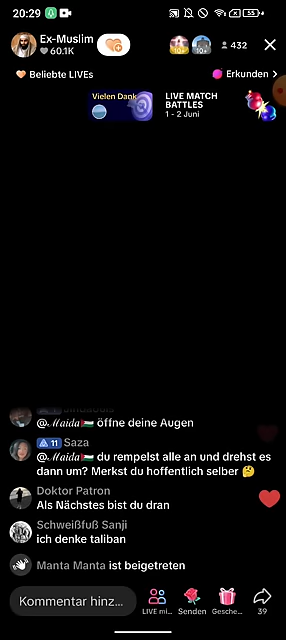 20:29
55+
Ex-Muslim
60.1K
10+
10+
432
Beliebte LIVEs
Erkunden >
Vielen Dank
LIVE MATCH
BATTLES
1 - 2 Juni
@𝓜𝓪𝓲𝓭𝓪🇵🇸 öffne deine Augen
11 Saza
@𝓜𝓪𝓲𝓭𝓪🇵🇸 du rempelst alle an und drehst es
dann um? Merkst du hoffentlich selber 🤔
Doktor Patron
Als Nächstes bist du dran
Schweißfuß Sanji
ich denke taliban
Manta Manta ist beigetreten
Kommentar hinz...
LIVE mi...
Senden
Gesche...
39